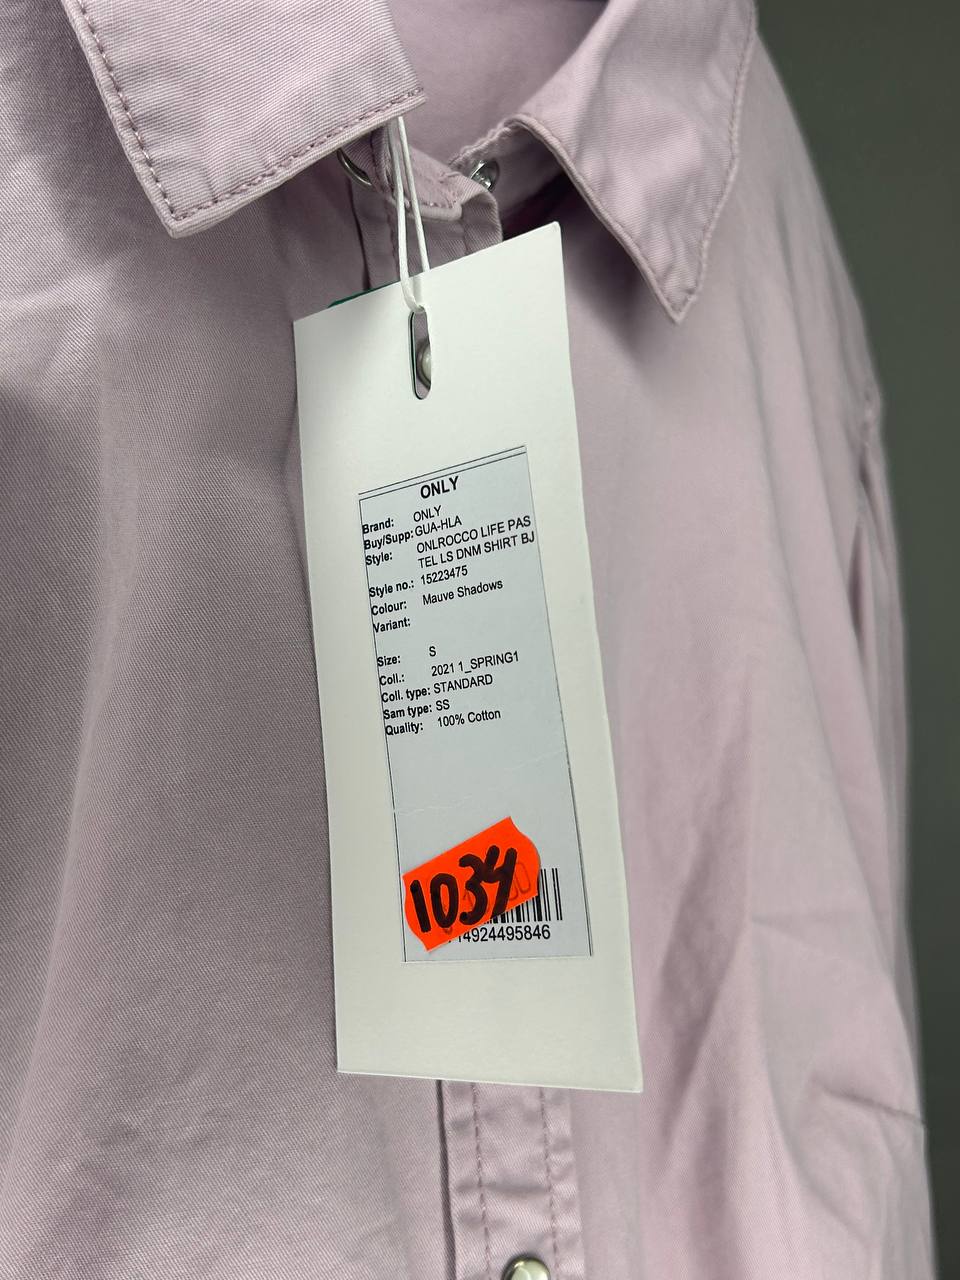 ONLY
Brand: ONLY
Buy/Supp: GUA-HLA
Style: ONLROCCO LIFE PAS
TEL LS DNM SHIRT BJ
Style no.: 15223475
Colour: Mauve Shadows
Variant:
Size: S
Coll.: 2021 1_SPRING1
Coll. type: STANDARD
Sam type: SS
Quality: 100% Cotton
1034
14924495846